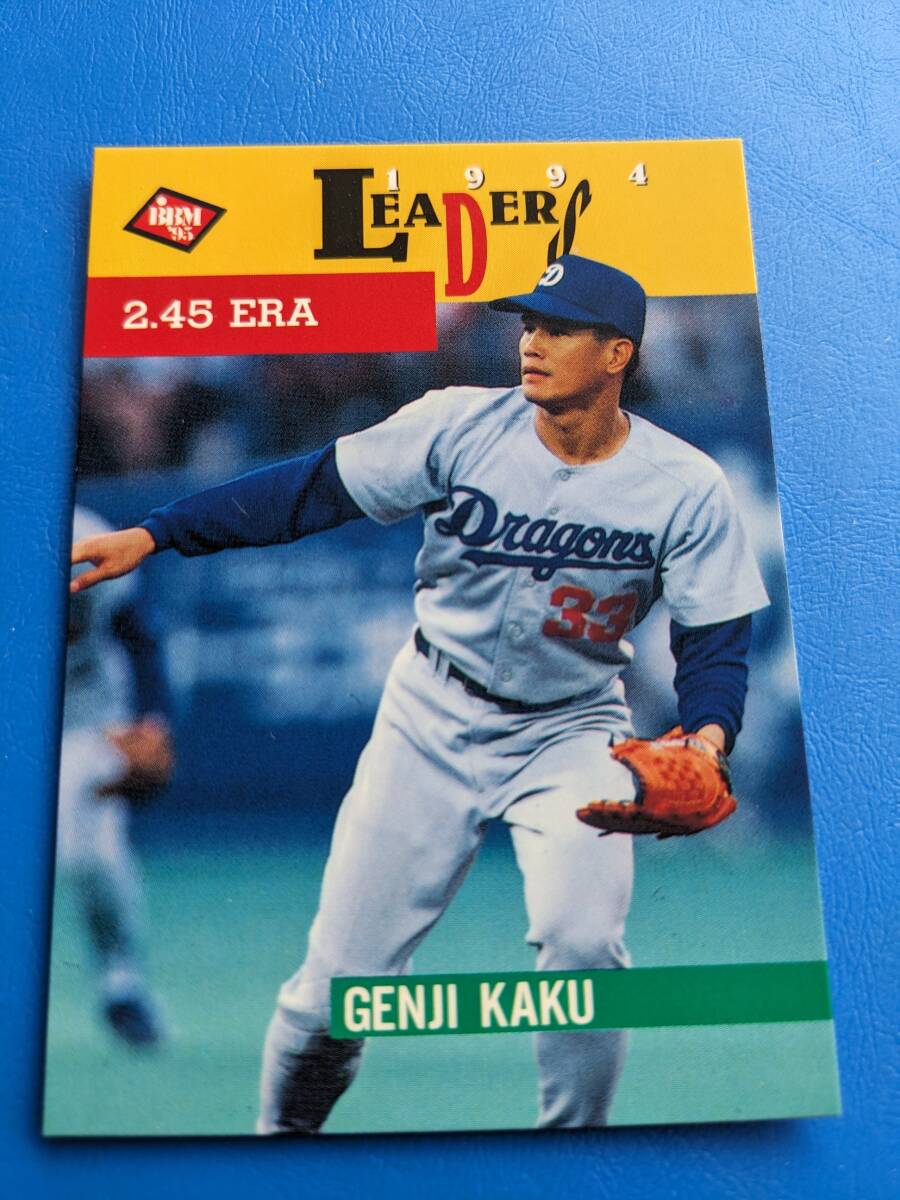 1994
LEADERS
BBM
'95
2.45 ERA
D
Dragons
33
GENJI KAKU